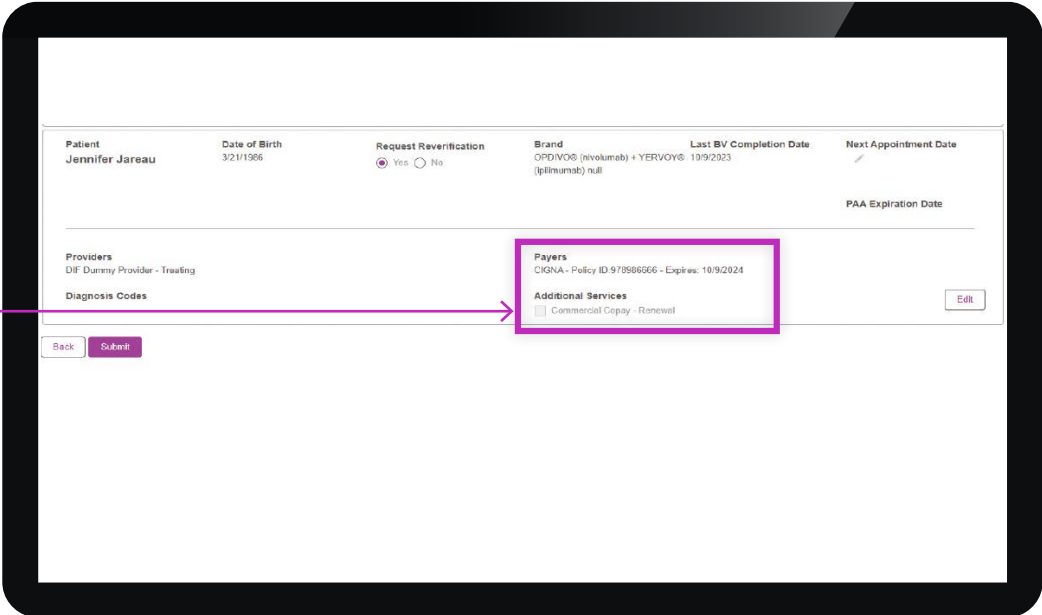 Patient
Jennifer Jareau
Date of Birth
3/21/1986
Request Reverification
Yes No
Brand
OPDIVO® (nivolumab) + YERVOY®
(ipilimumab) null
Last BV Completion Date
10/9/2023
Next Appointment Date
PAA Expiration Date
Providers
DIF Dummy Provider - Treating
Diagnosis Codes
Payers
CIGNA - Policy ID:978986666 - Expires: 10/9/2024
Additional Services
Commercial Copay - Renewal
Edit
Back Submit